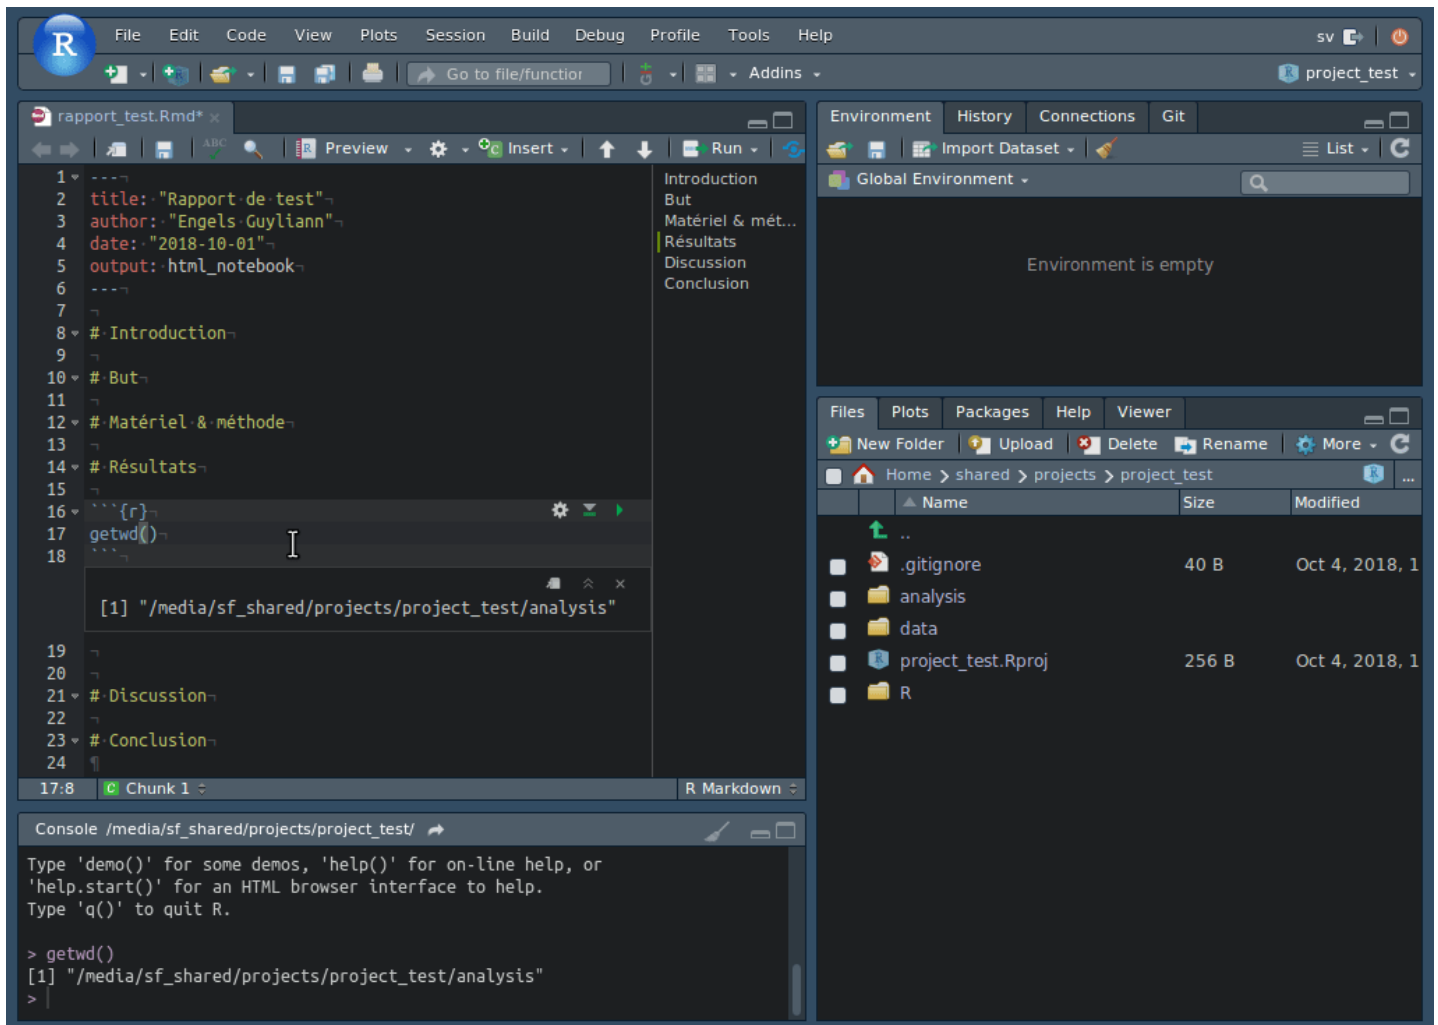 R File Edit Code View Plots Session Build Debug Profile Tools Help sv
Go to file/function Addins R project_test
rapport_test.Rmd*
ABC R Preview C Insert Run
1 ---
2 title: "Rapport de test"
3 author: "Engels Guyliann"
4 date: "2018-10-01"
5 output: html_notebook
6 ---
7
8 # Introduction
9
10 # But
11
12 # Matériel & méthode
13
14 # Résultats
15
16 ```{r}
17 getwd()
18 ```
[1] "/media/sf_shared/projects/project_test/analysis"
19
20
21 # Discussion
22
23 # Conclusion
24
Introduction
But
Matériel & mét...
Résultats
Discussion
Conclusion
17:8 C Chunk 1 R Markdown
Console /media/sf_shared/projects/project_test/
Type 'demo()' for some demos, 'help()' for on-line help, or
'help.start()' for an HTML browser interface to help.
Type 'q()' to quit R.
> getwd()
[1] "/media/sf_shared/projects/project_test/analysis"
>
Environment History Connections Git
Import Dataset List
Global Environment
Environment is empty
Files Plots Packages Help Viewer
New Folder Upload Delete Rename More
Home shared projects project_test R ...
Name Size Modified
..
.gitignore 40 B Oct 4, 2018, 1
analysis
data
R project_test.Rproj 256 B Oct 4, 2018, 1
R